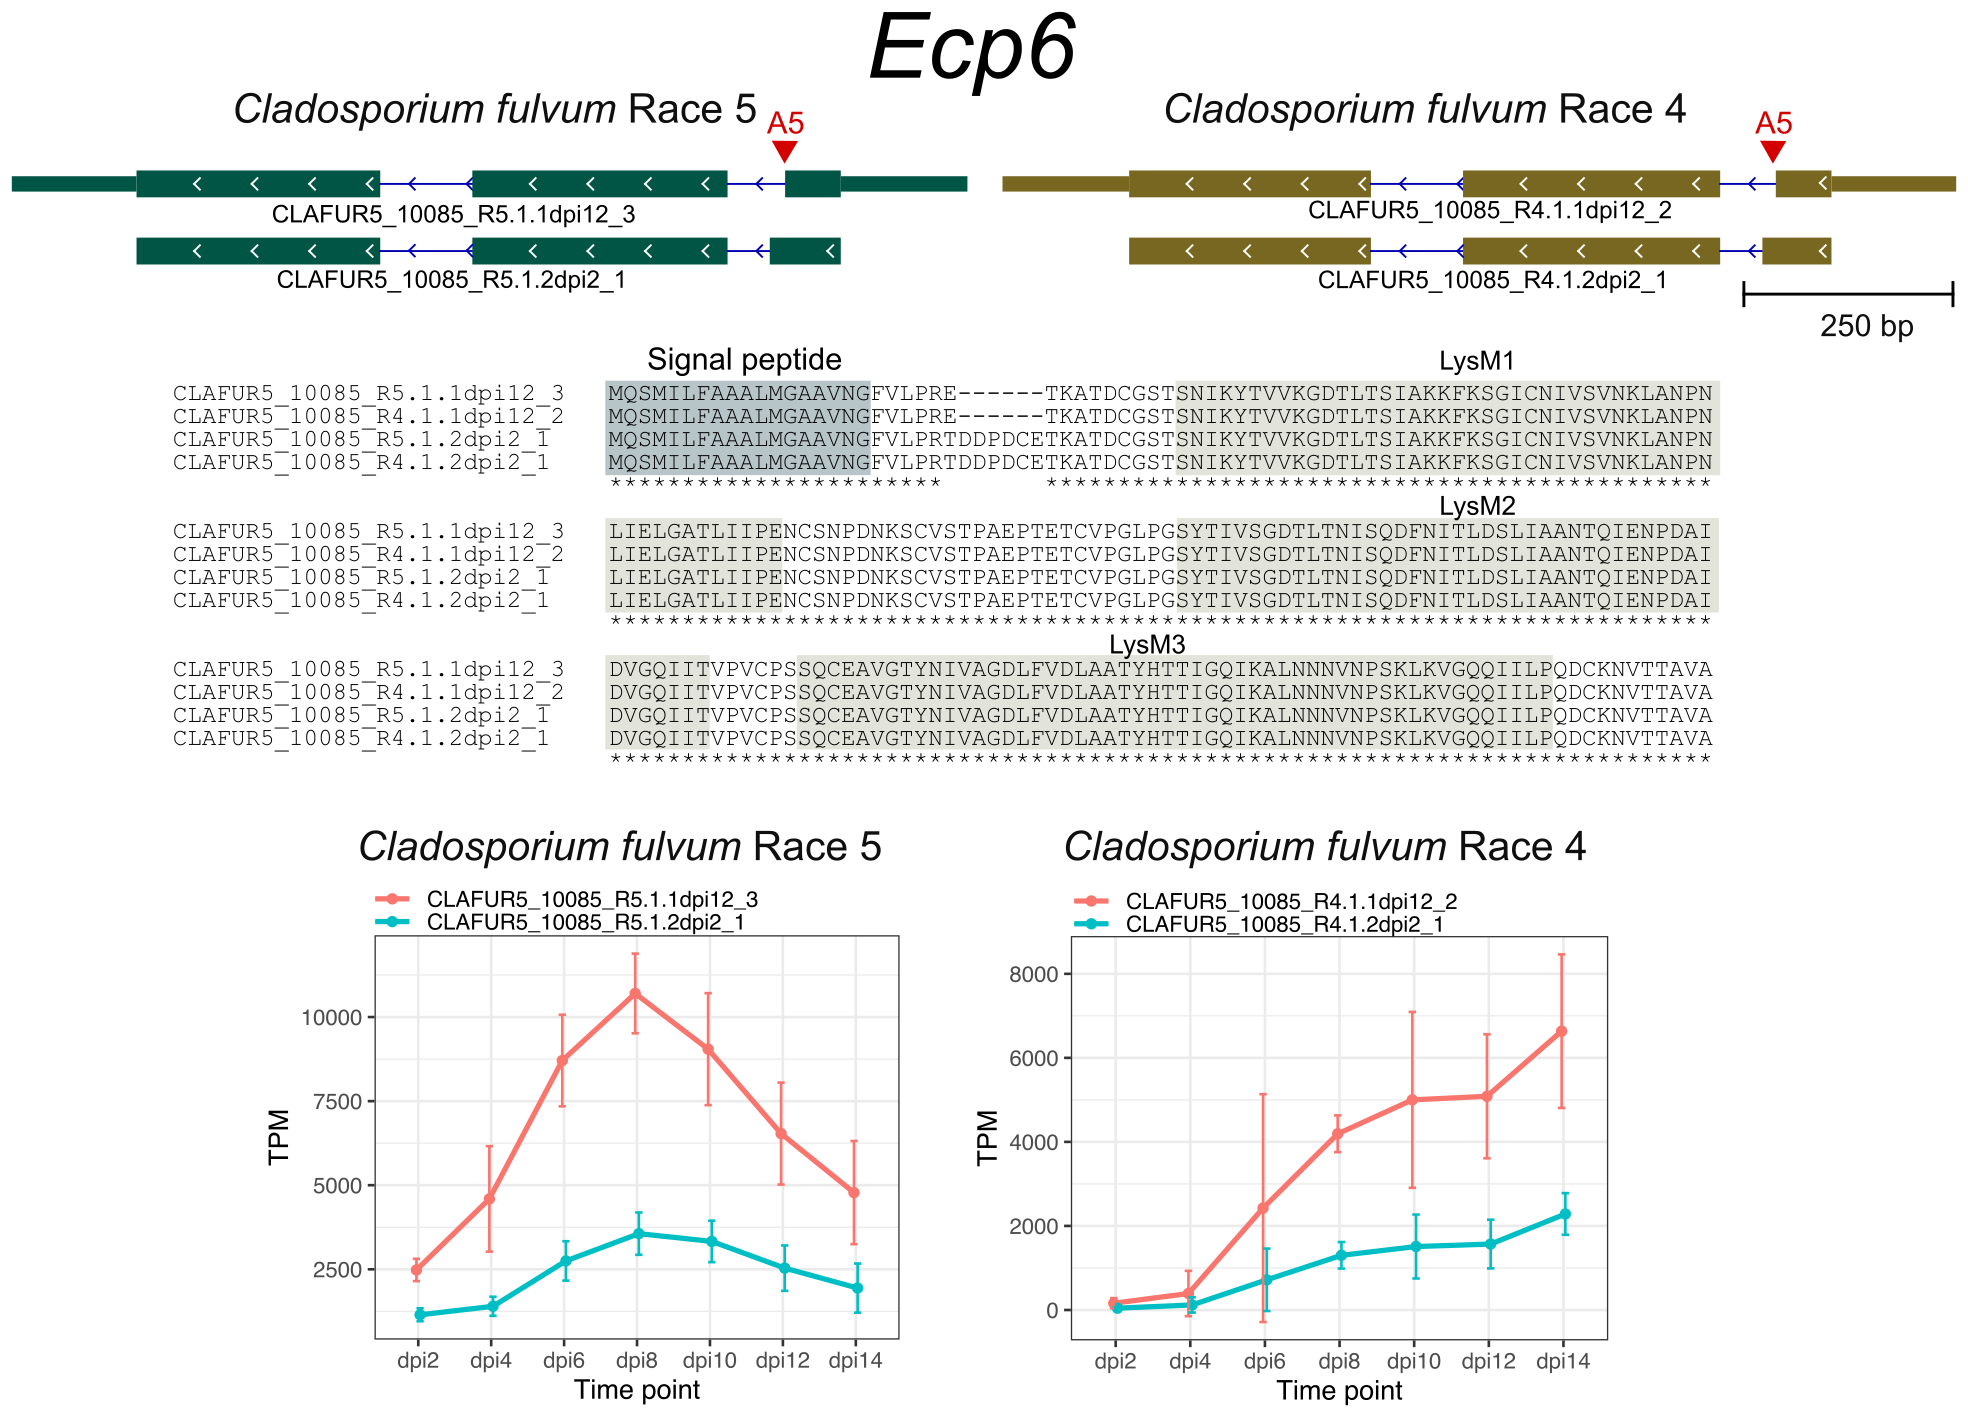 Ecp6
Cladosporium fulvum Race 5
A5
CLAFUR5_10085_R5.1.1dpi12_3
CLAFUR5_10085_R5.1.2dpi2_1
Cladosporium fulvum Race 4
A5
CLAFUR5_10085_R4.1.1dpi12_2
CLAFUR5_10085_R4.1.2dpi2_1
250 bp
Signal peptide LysM1
CLAFUR5_10085_R5.1.1dpi12_3 MQSMILFAAALMGAAVNGFVLPRE------TKATDCGSTSNIKYTVVKGDTLTSIAKKFKSGICNIVSVNKLANPN
CLAFUR5_10085_R4.1.1dpi12_2 MQSMILFAAALMGAAVNGFVLPRE------TKATDCGSTSNIKYTVVKGDTLTSIAKKFKSGICNIVSVNKLANPN
CLAFUR5_10085_R5.1.2dpi2_1 MQSMILFAAALMGAAVNGFVLPRTDDPDCETKATDCGSTSNIKYTVVKGDTLTSIAKKFKSGICNIVSVNKLANPN
CLAFUR5_10085_R4.1.2dpi2_1 MQSMILFAAALMGAAVNGFVLPRTDDPDCETKATDCGSTSNIKYTVVKGDTLTSIAKKFKSGICNIVSVNKLANPN
*********************** **********************************************
LysM2
CLAFUR5_10085_R5.1.1dpi12_3 LIELGATLIIPENCSNPDNKSCVSTPAEPTETCVPGLPGSYTIVSGDTLTNISQDFNITLDSLIAANTQIENPDAI
CLAFUR5_10085_R4.1.1dpi12_2 LIELGATLIIPENCSNPDNKSCVSTPAEPTETCVPGLPGSYTIVSGDTLTNISQDFNITLDSLIAANTQIENPDAI
CLAFUR5_10085_R5.1.2dpi2_1 LIELGATLIIPENCSNPDNKSCVSTPAEPTETCVPGLPGSYTIVSGDTLTNISQDFNITLDSLIAANTQIENPDAI
CLAFUR5_10085_R4.1.2dpi2_1 LIELGATLIIPENCSNPDNKSCVSTPAEPTETCVPGLPGSYTIVSGDTLTNISQDFNITLDSLIAANTQIENPDAI
****************************************************************************
LysM3
CLAFUR5_10085_R5.1.1dpi12_3 DVGQIITVPVCPSSQCEAVGTYNIVAGDLFVDLAATYHTTIGQIKALNNNVNPSKLKVGQQIILPQDCKNVTTAVA
CLAFUR5_10085_R4.1.1dpi12_2 DVGQIITVPVCPSSQCEAVGTYNIVAGDLFVDLAATYHTTIGQIKALNNNVNPSKLKVGQQIILPQDCKNVTTAVA
CLAFUR5_10085_R5.1.2dpi2_1 DVGQIITVPVCPSSQCEAVGTYNIVAGDLFVDLAATYHTTIGQIKALNNNVNPSKLKVGQQIILPQDCKNVTTAVA
CLAFUR5_10085_R4.1.2dpi2_1 DVGQIITVPVCPSSQCEAVGTYNIVAGDLFVDLAATYHTTIGQIKALNNNVNPSKLKVGQQIILPQDCKNVTTAVA
****************************************************************************
Cladosporium fulvum Race 5
CLAFUR5_10085_R5.1.1dpi12_3
CLAFUR5_10085_R5.1.2dpi2_1
TPM
10000
7500
5000
2500
dpi2 dpi4 dpi6 dpi8 dpi10 dpi12 dpi14
Time point
Cladosporium fulvum Race 4
CLAFUR5_10085_R4.1.1dpi12_2
CLAFUR5_10085_R4.1.2dpi2_1
TPM
8000
6000
4000
2000
0
dpi2 dpi4 dpi6 dpi8 dpi10 dpi12 dpi14
Time point